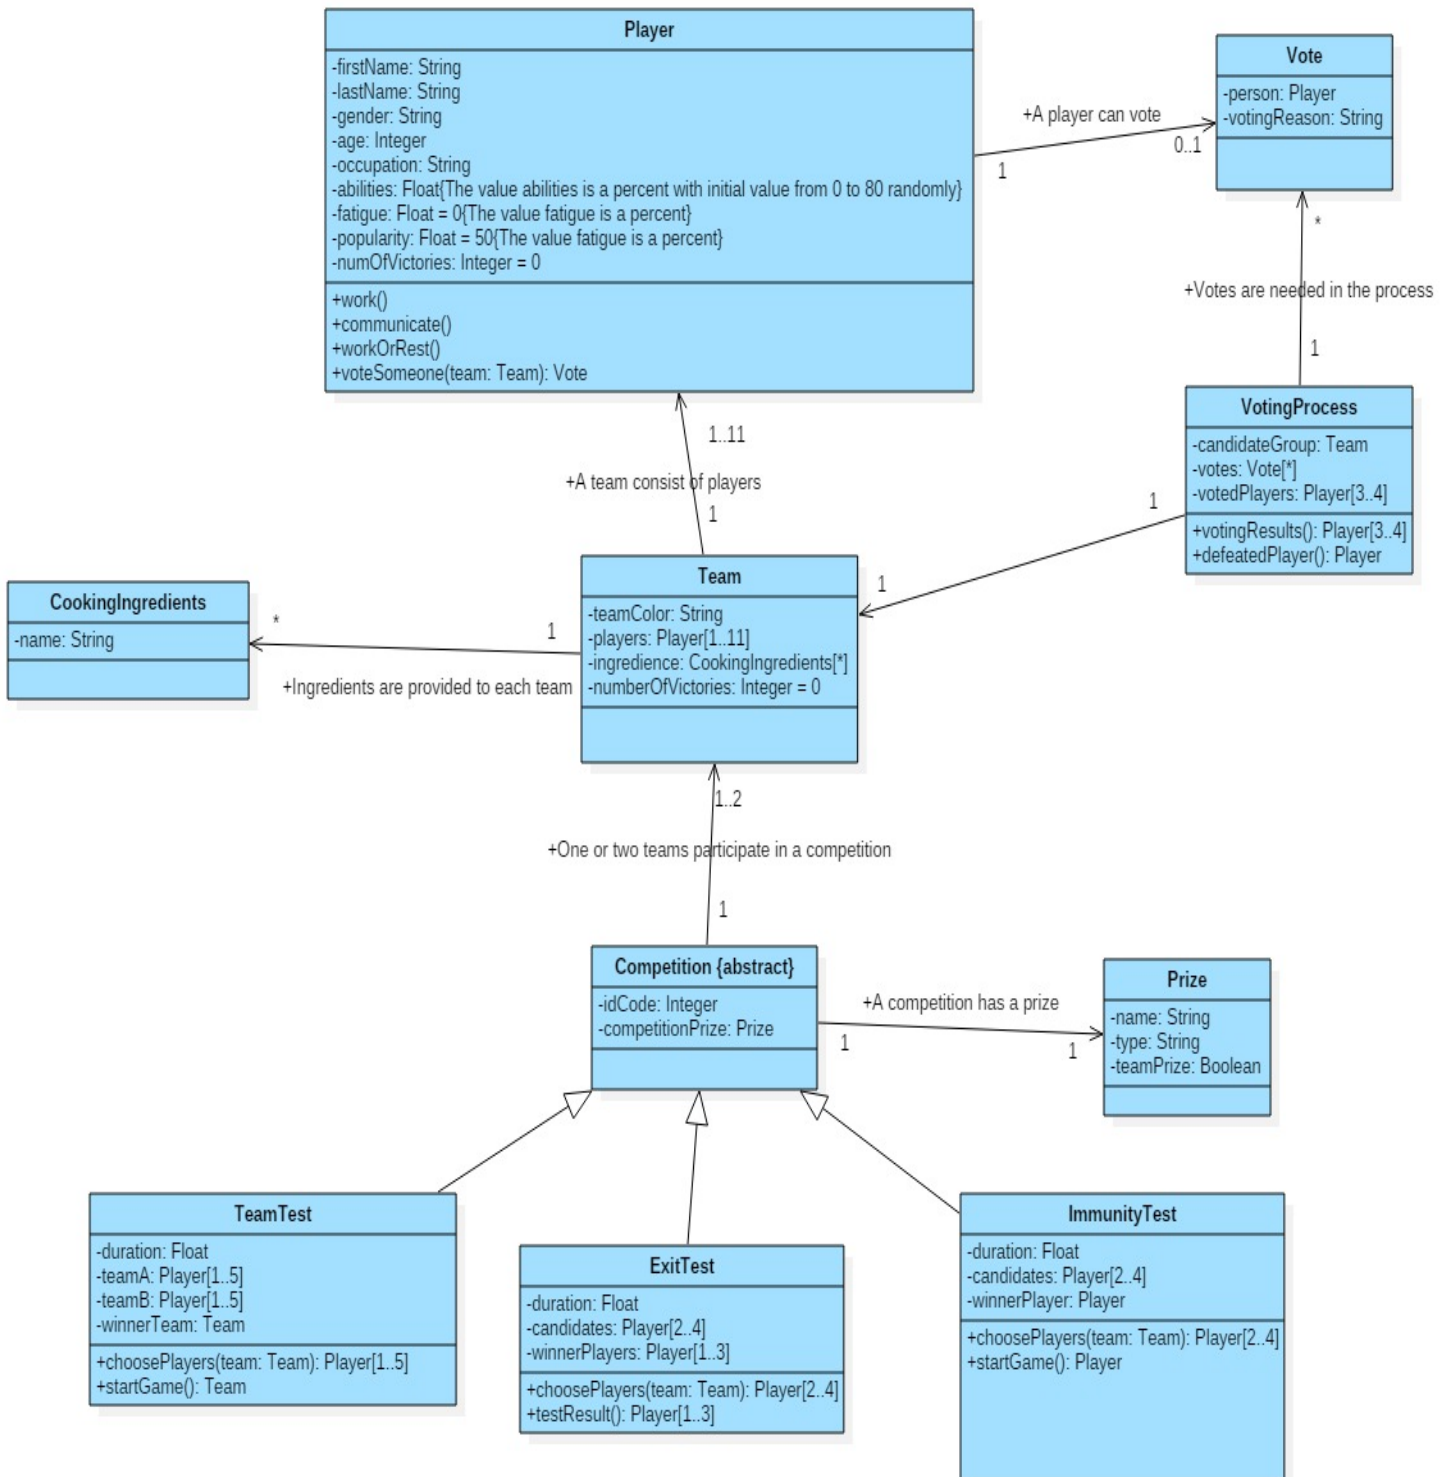 Player
-firstName: String
-lastName: String
-gender: String
-age: Integer
-occupation: String
-abilities: Float{The value abilities is a percent with initial value from 0 to 80 randomly}
-fatigue: Float = 0{The value fatigue is a percent}
-popularity: Float = 50{The value fatigue is a percent}
-numOfVictories: Integer = 0
+work()
+communicate()
+workOrRest()
+voteSomeone(team: Team): Vote
+A player can vote
1
0..1
Vote
-person: Player
-votingReason: String
*
+Votes are needed in the process
1
VotingProcess
-candidateGroup: Team
-votes: Vote[*]
-votedPlayers: Player[3..4]
+votingResults(): Player[3..4]
+defeatedPlayer(): Player
1
1
1..11
+A team consist of players
1
Team
-teamColor: String
-players: Player[1..11]
-ingredience: CookingIngredients[*]
-numberOfVictories: Integer = 0
CookingIngredients
-name: String
*
1
+Ingredients are provided to each team
1..2
+One or two teams participate in a competition
1
Competition {abstract}
-idCode: Integer
-competitionPrize: Prize
+A competition has a prize
1
1
Prize
-name: String
-type: String
-teamPrize: Boolean
TeamTest
-duration: Float
-teamA: Player[1..5]
-teamB: Player[1..5]
-winnerTeam: Team
+choosePlayers(team: Team): Player[1..5]
+startGame(): Team
ExitTest
-duration: Float
-candidates: Player[2..4]
-winnerPlayers: Player[1..3]
+choosePlayers(team: Team): Player[2..4]
+testResult(): Player[1..3]
ImmunityTest
-duration: Float
-candidates: Player[2..4]
-winnerPlayer: Player
+choosePlayers(team: Team): Player[2..4]
+startGame(): Player